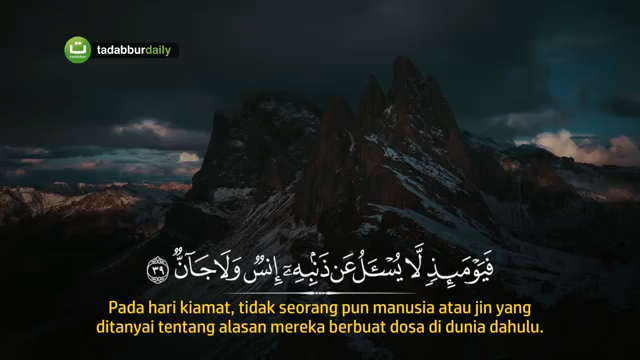 tadabburdaily
فَيَوْمَئِذٍ لَّا يُسْـَٔلُ عَن ذَنۢبِهِۦٓ إِنسٌ وَلَا جَآنٌّ ٣٩
Pada hari kiamat, tidak seorang pun manusia atau jin yang
ditanyai tentang alasan mereka berbuat dosa di dunia dahulu.